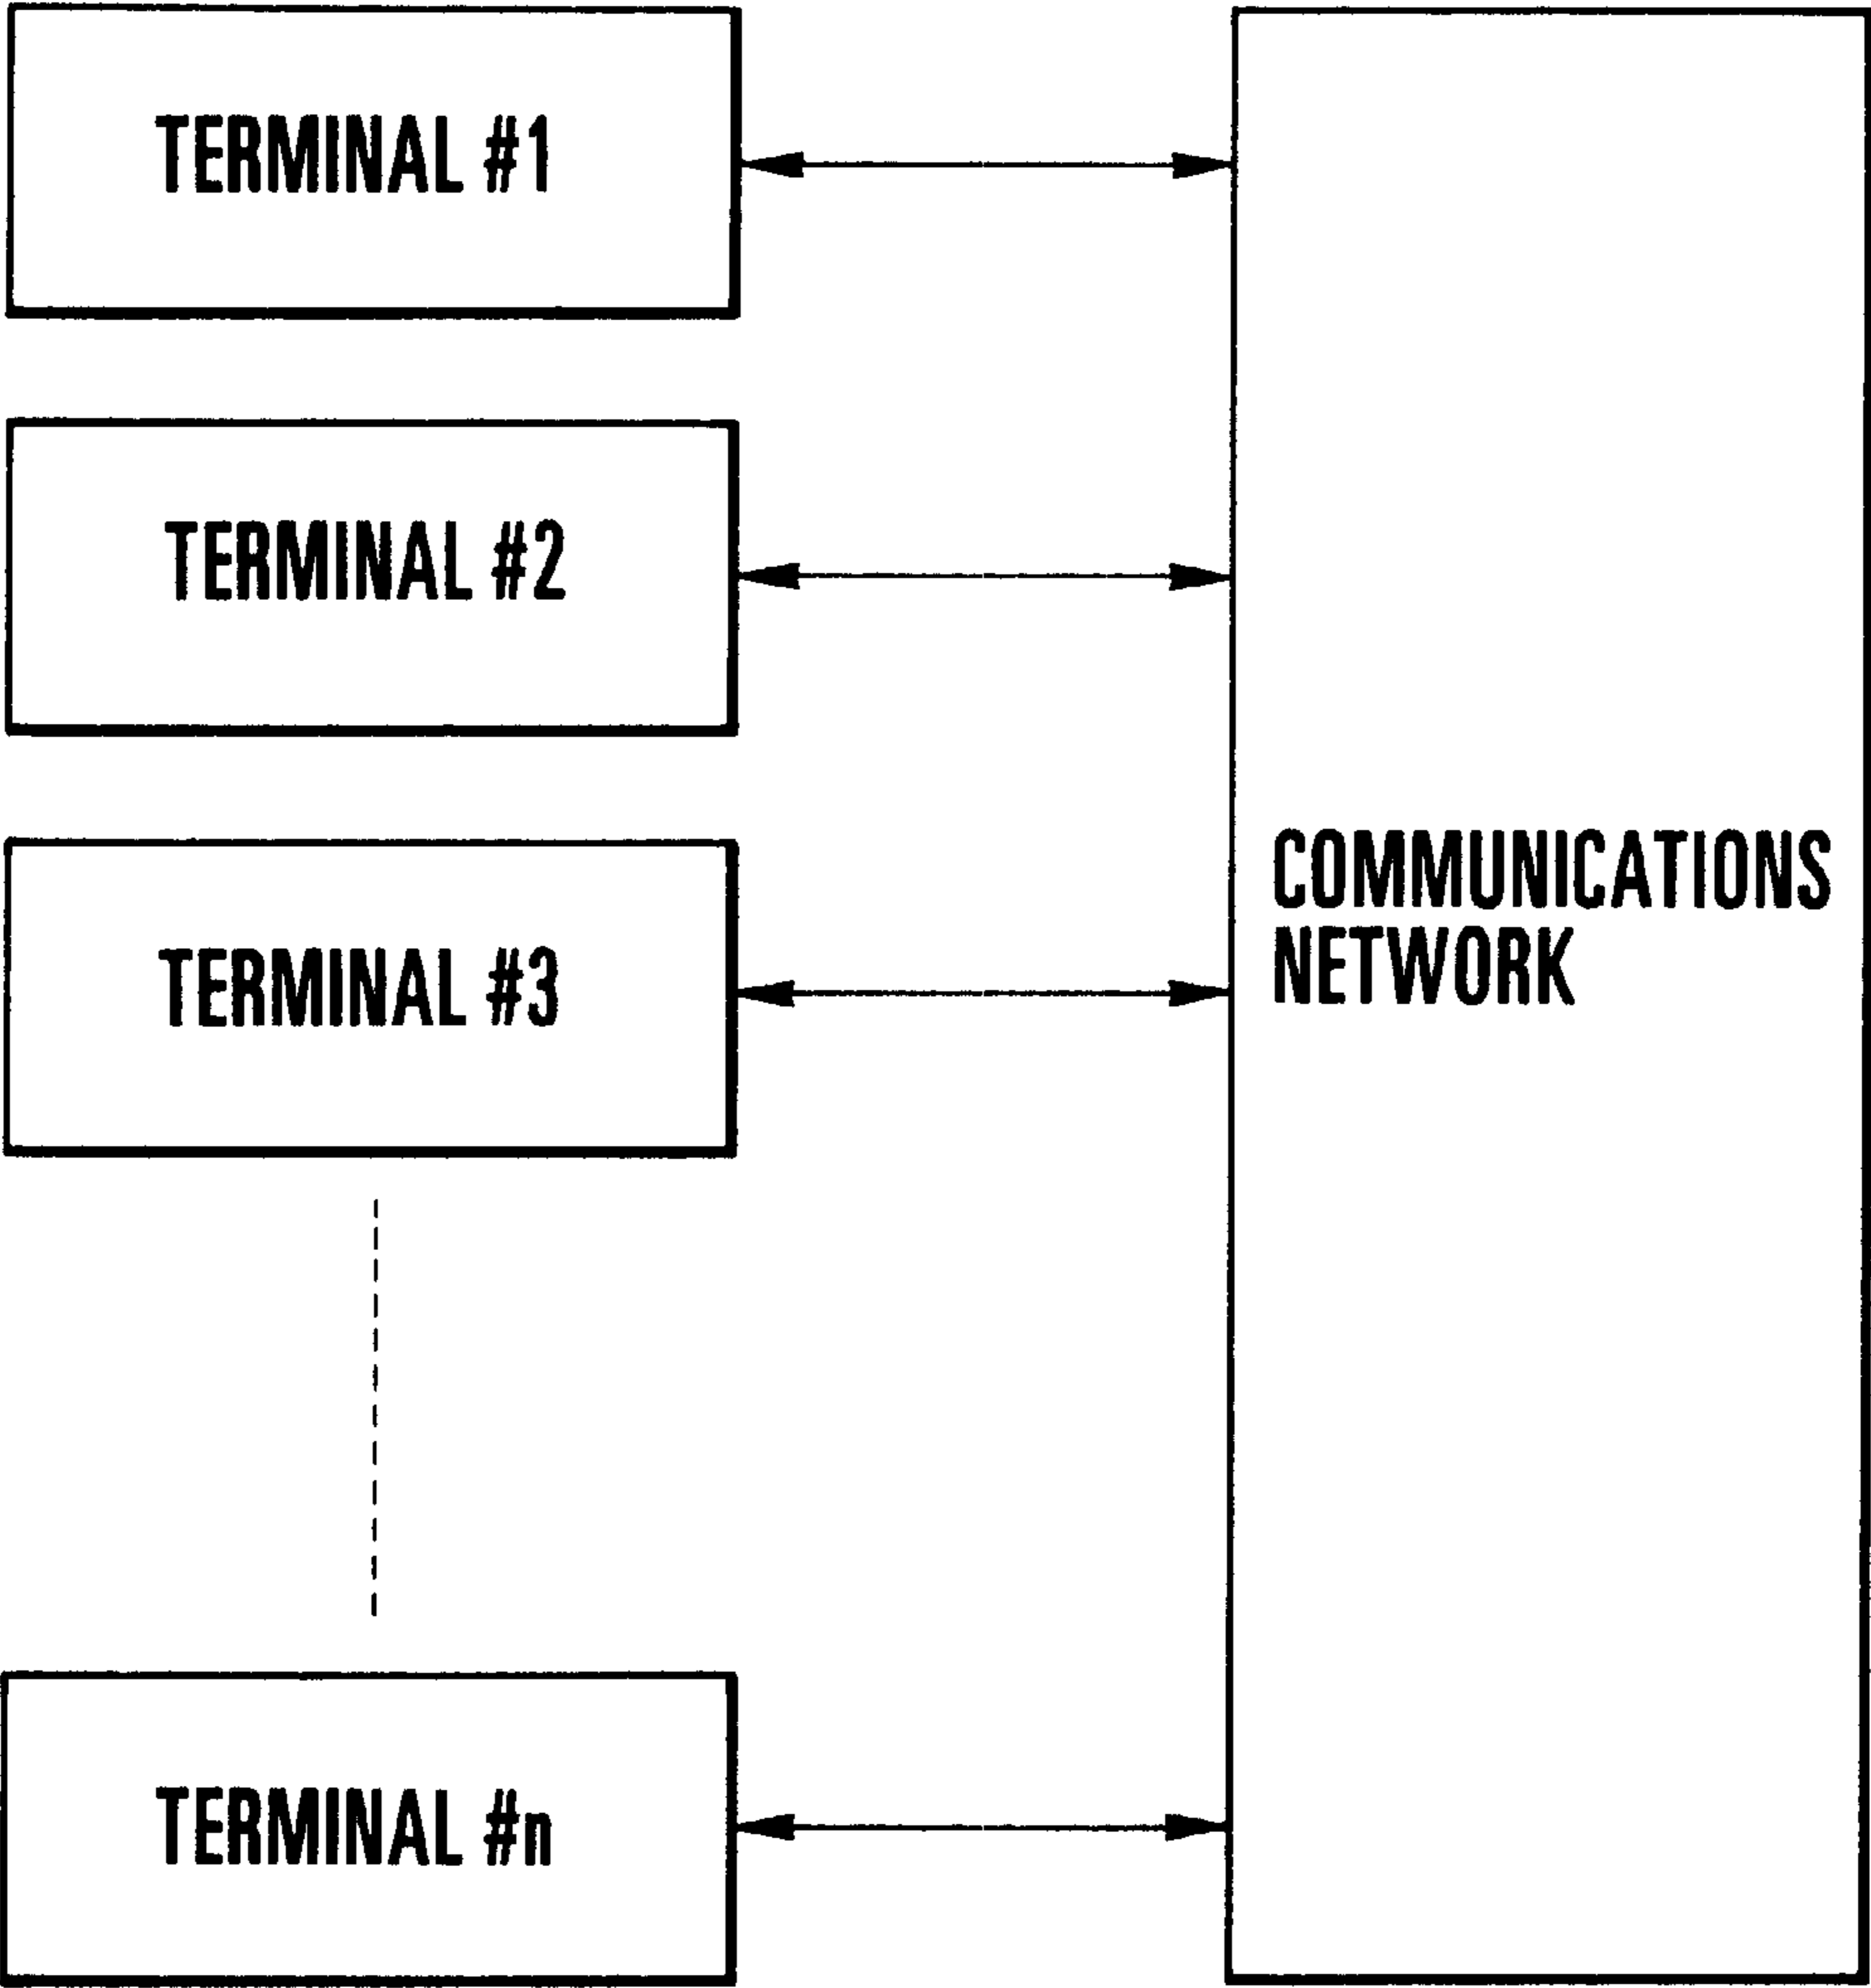 TERMINAL #1
TERMINAL #2
TERMINAL #3
COMMUNICATIONS
NETWORK
TERMINAL #n